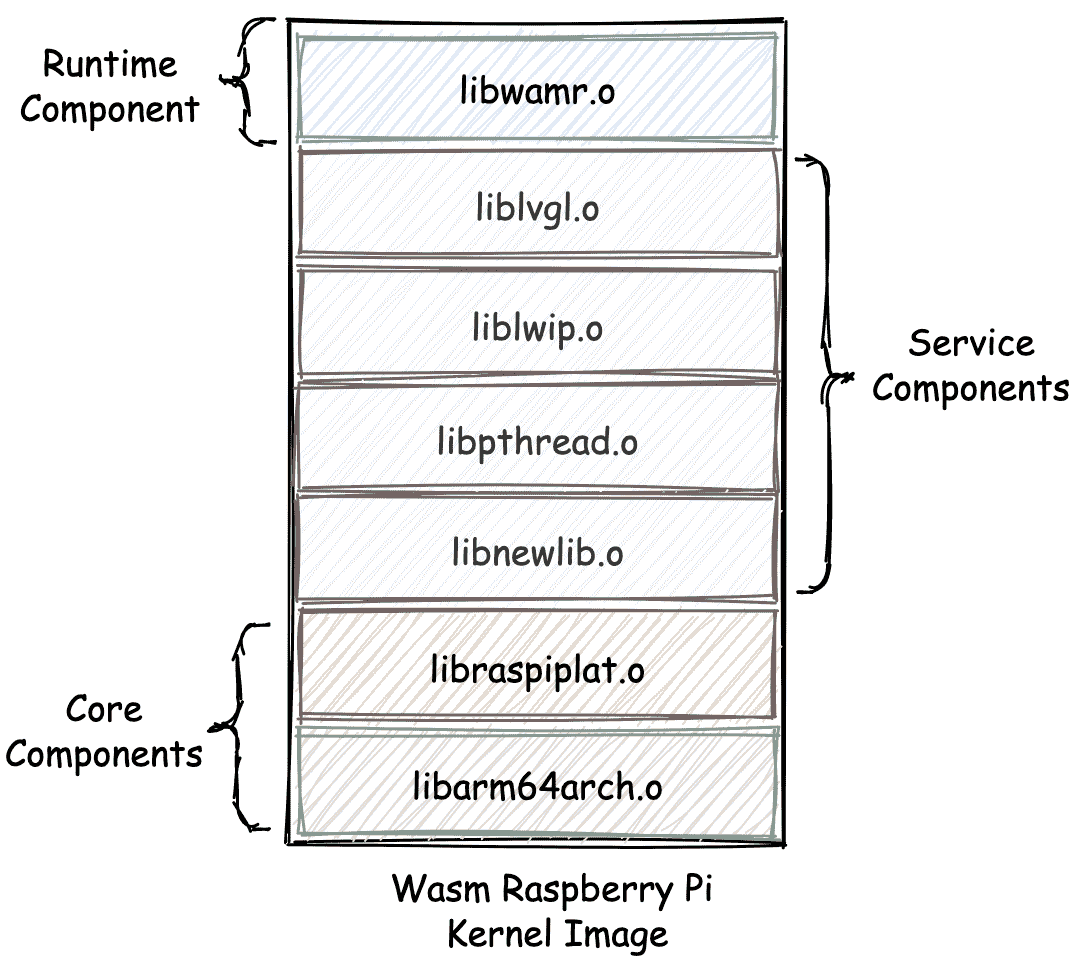 Runtime
Component
libwamr.o
liblvgl.o
liblwip.o
Service
Components
libpthread.o
libnewlib.o
libraspiplat.o
Core
Components
libarm64arch.o
Wasm Raspberry Pi
Kernel Image